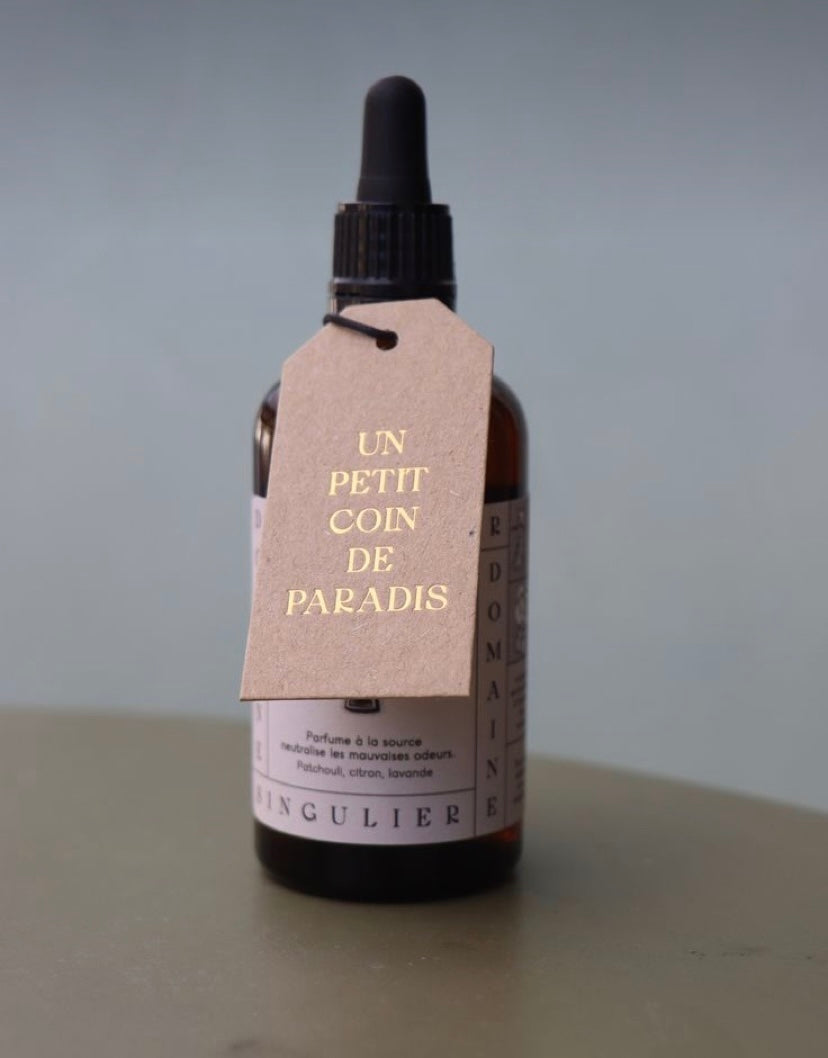 UN
PETIT
COIN
DE
PARADIS
Parfume à la source
neutralise les mauvaises odeurs.
Patchouli, citron, lavande
SINGULIER
DOMAINE